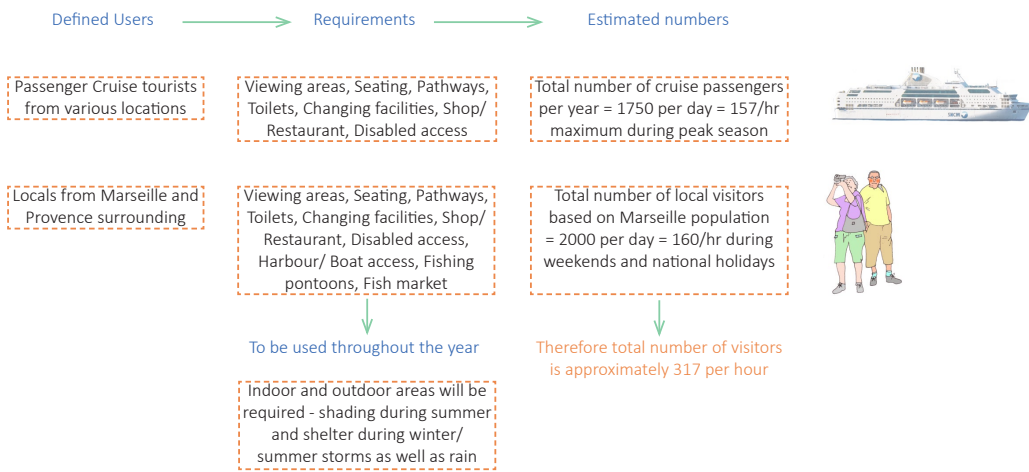 Defined Users
Requirements
Estimated numbers
Passenger Cruise tourists
from various locations
Viewing areas, Seating, Pathways,
Toilets, Changing facilities, Shop/
Restaurant, Disabled access
Total number of cruise passengers
per year = 1750 per day = 157/hr
maximum during peak season
Locals from Marseille and
Provence surrounding
Viewing areas, Seating, Pathways,
Toilets, Changing facilities, Shop/
Restaurant, Disabled access,
Harbour/ Boat access, Fishing
pontoons, Fish market
Total number of local visitors
based on Marseille population
= 2000 per day = 160/hr during
weekends and national holidays
To be used throughout the year
Therefore total number of visitors
is approximately 317 per hour
Indoor and outdoor areas will be
required - shading during summer
and shelter during winter/
summer storms as well as rain